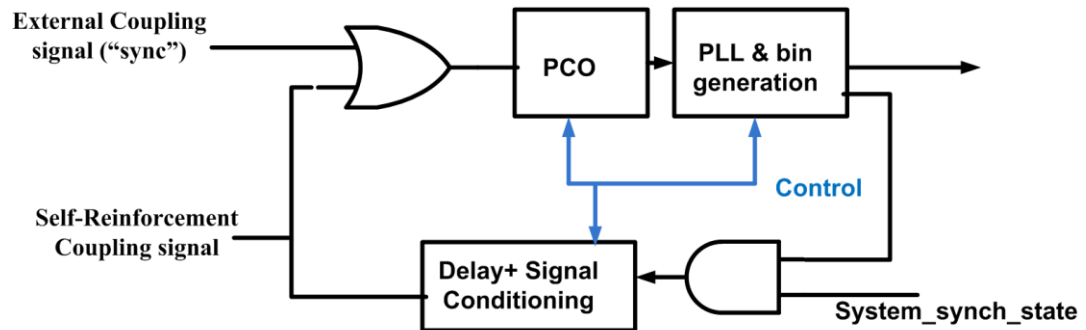 External Coupling
signal (“sync”)
PCO
PLL & bin
generation
Control
Self-Reinforcement
Coupling signal
Delay+ Signal
Conditioning
System_synch_state